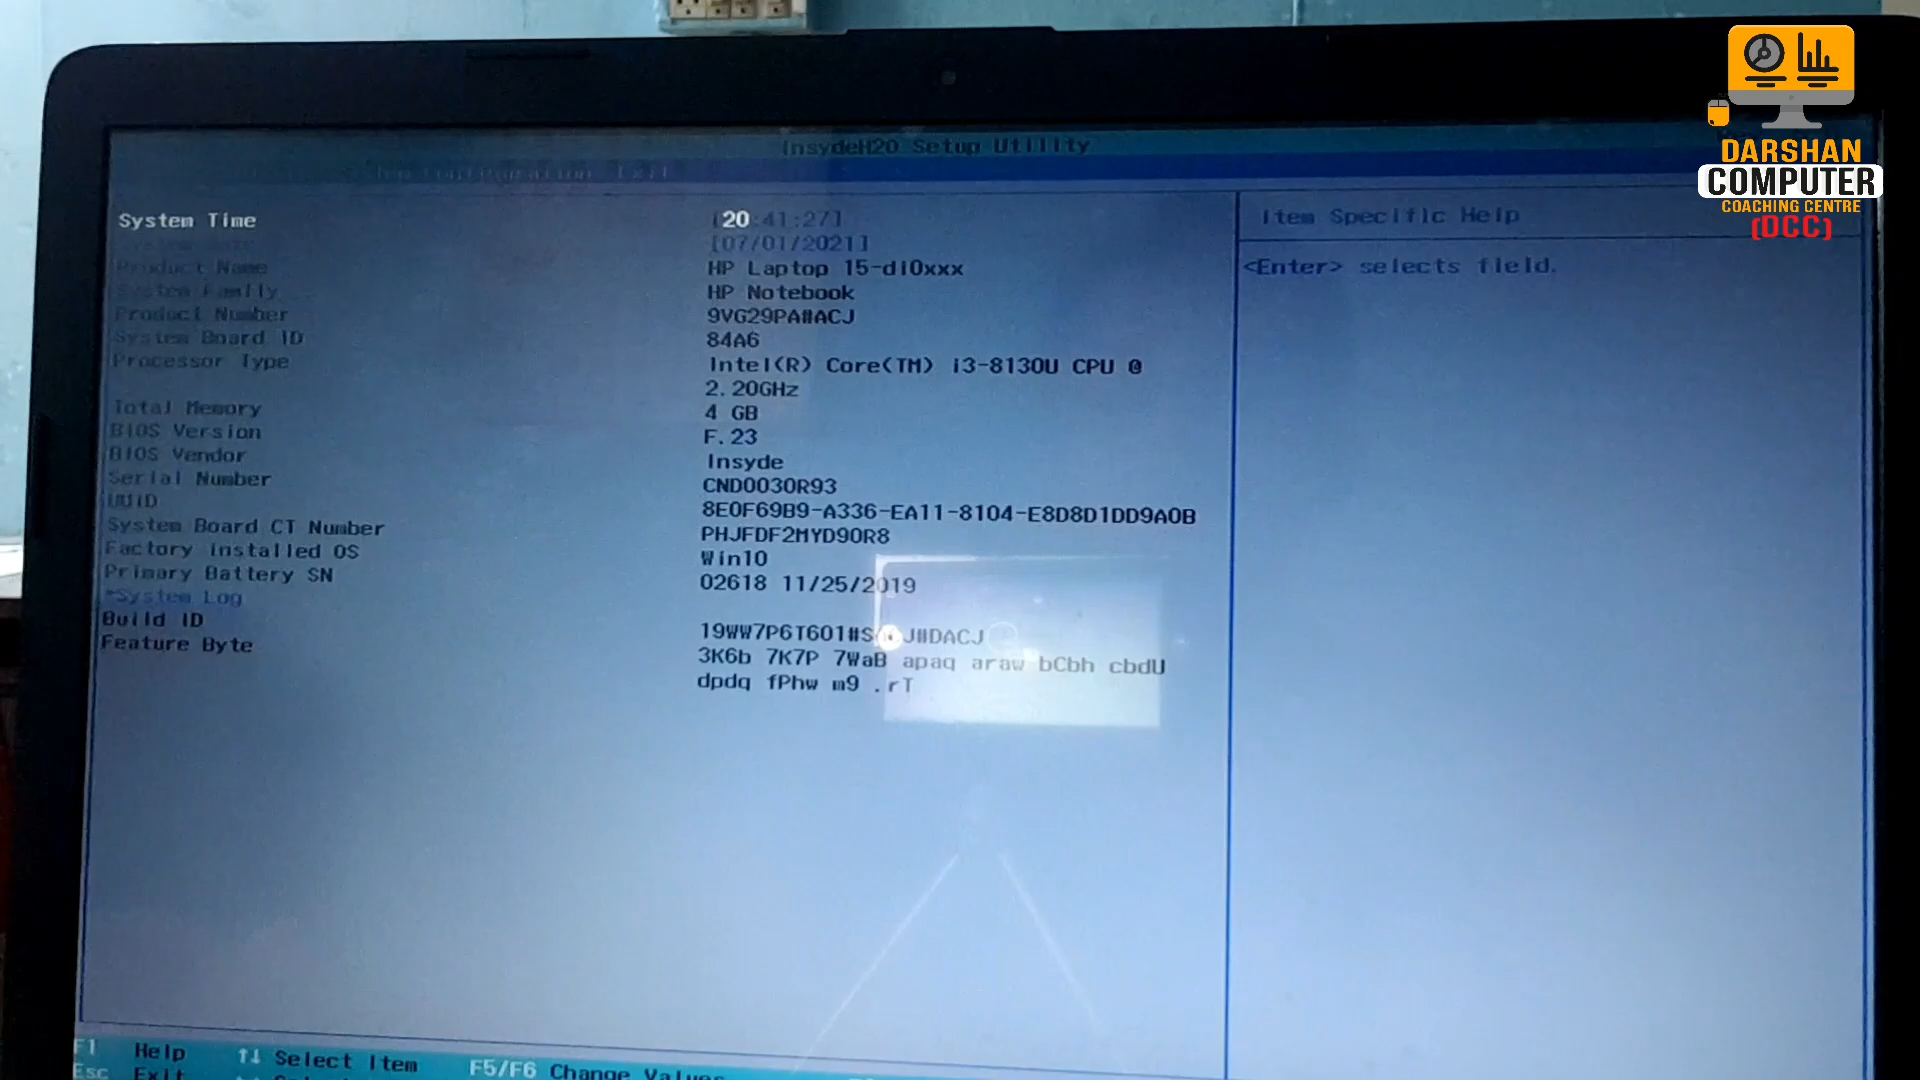 InsydeH20 Setup Utility
Exit
System Time [20:41:27]
[07/01/2021]
Product Name HP Laptop 15-di0xxx
System Family HP Notebook
Product Number 9VG29PA#ACJ
System Board ID 84A6
Processor Type Intel(R) Core(TM) i3-8130U CPU @
2.20GHz
Total Memory 4 GB
BIOS Version F.23
BIOS Vendor Insyde
Serial Number CND0030R93
UUID 8E0F69B9-A336-EA11-8104-E8D8D1DD9A0B
System Board CT Number PHJFDF2MYD90R8
Factory installed OS Win10
Primary Battery SN 02618 11/25/2019
*System Log
Build ID
Feature Byte 3K6b 7K7P 7WaB apaq araw bCbh cbdU
dpdq fPhw m9 .rT
Item Specific Help
<Enter> selects field.
F1 Help ↑↓ Select Item F5/F6 Change Values
Esc Exit
DARSHAN
COMPUTER
COACHING CENTRE
(DCC)